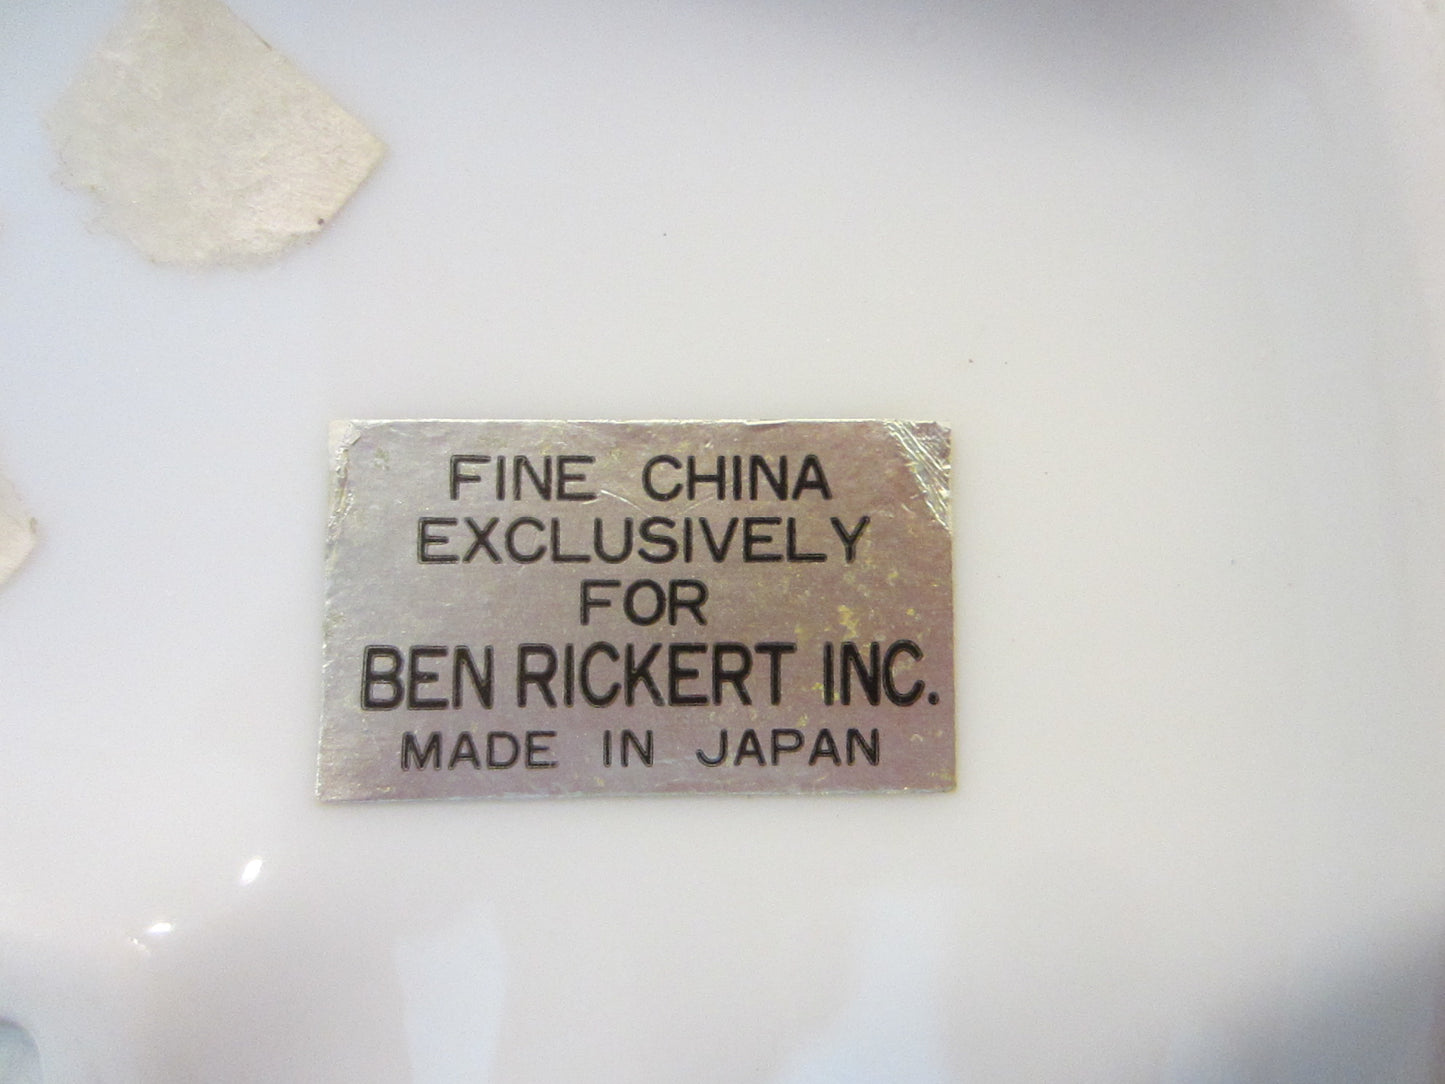 FINE CHINA
EXCLUSIVELY
FOR
BEN RICKERT INC.
MADE IN JAPAN